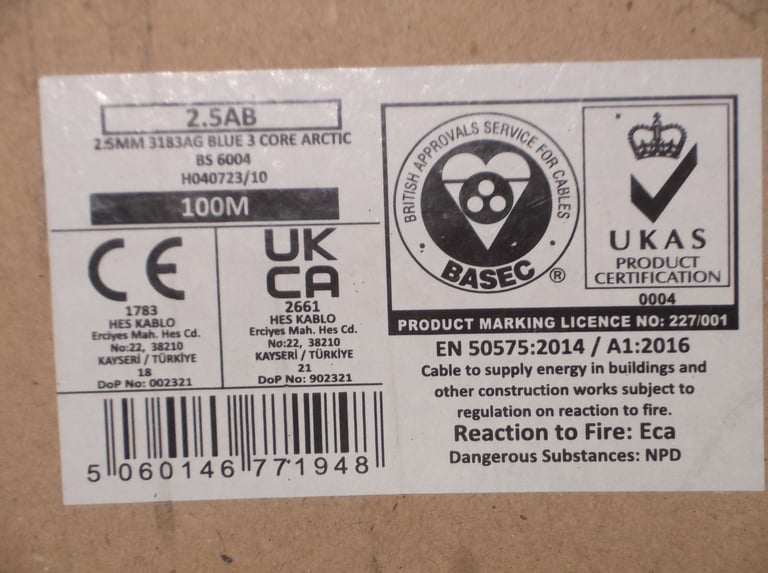 2.5AB
2.5MM 3183AG BLUE 3 CORE ARCTIC
BS 6004
H040723/10
100M
CE
1783
HES KABLO
Erciyes Mah. Hes Cd.
No:22, 38210
KAYSERİ / TÜRKİYE
18
DoP No: 002321
UK
CA
2661
HES KABLO
Erciyes Mah. Hes Cd.
No:22, 38210
KAYSERİ / TÜRKİYE
21
DoP No: 902321
5 060146 771948
BRITISH APPROVALS SERVICE FOR CABLES
BASEC ®
UKAS
PRODUCT
CERTIFICATION
0004
PRODUCT MARKING LICENCE NO: 227/001
EN 50575:2014 / A1:2016
Cable to supply energy in buildings and
other construction works subject to
regulation on reaction to fire.
Reaction to Fire: Eca
Dangerous Substances: NPD